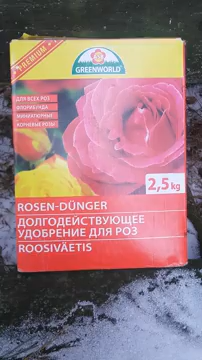 PREMIUM
GREENWORLD
ДЛЯ ВСЕХ РОЗ
ФЛОРИБУНДА
МИНИАТЮРНЫЕ
КОРНЕВЫЕ РОЗЫ
2,5 kg
ROSEN-DÜNGER
ДОЛГОДЕЙСТВУЮЩЕЕ
УДОБРЕНИЕ ДЛЯ РОЗ
ROOSIVÄETIS